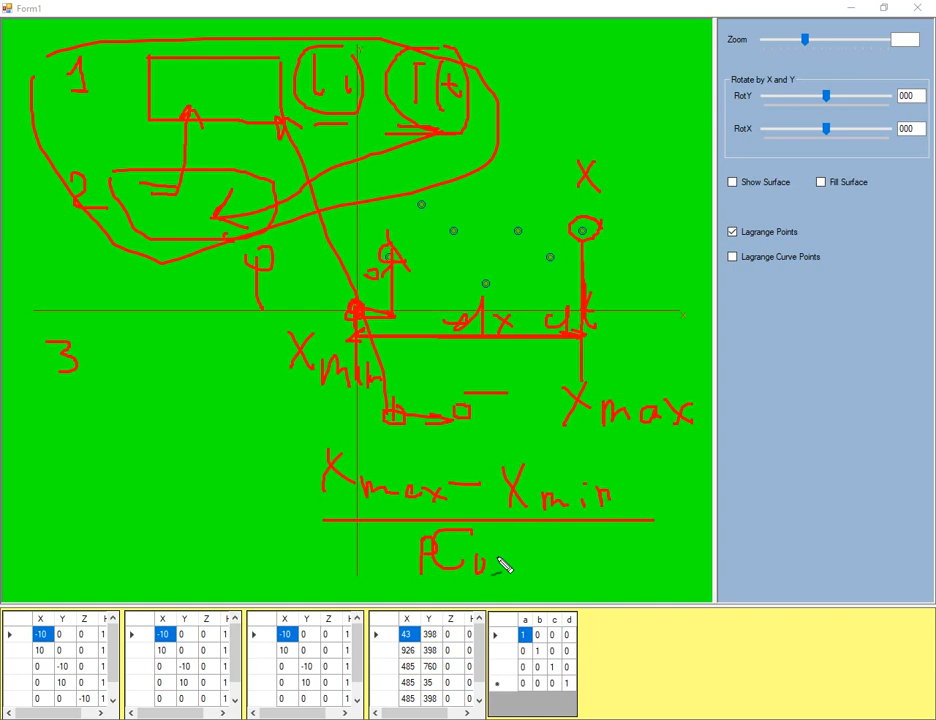 Form1
Zoom
Rotate by X and Y
RotY 000
RotX 000
Show Surface Fill Surface
Lagrange Points
Lagrange Curve Points
1
2
3
X
y
x
dx
Xmin
Xmax
Xmax - Xmin
X Y Z H
-10 0 0 1
10 0 0 1
0 -10 0 1
0 10 0 1
0 0 -10 1
X Y Z H
-10 0 0 1
10 0 0 1
0 -10 0 1
0 10 0 1
0 0 0 1
X Y Z H
-10 0 0 1
10 0 0 1
0 -10 0 1
0 10 0 1
0 0 0 1
X Y Z H
43 398 0 0
926 398 0 0
485 760 0 0
485 35 0 0
485 398 0 0
a b c d
1 0 0 0
0 1 0 0
0 0 1 0
0 0 0 1